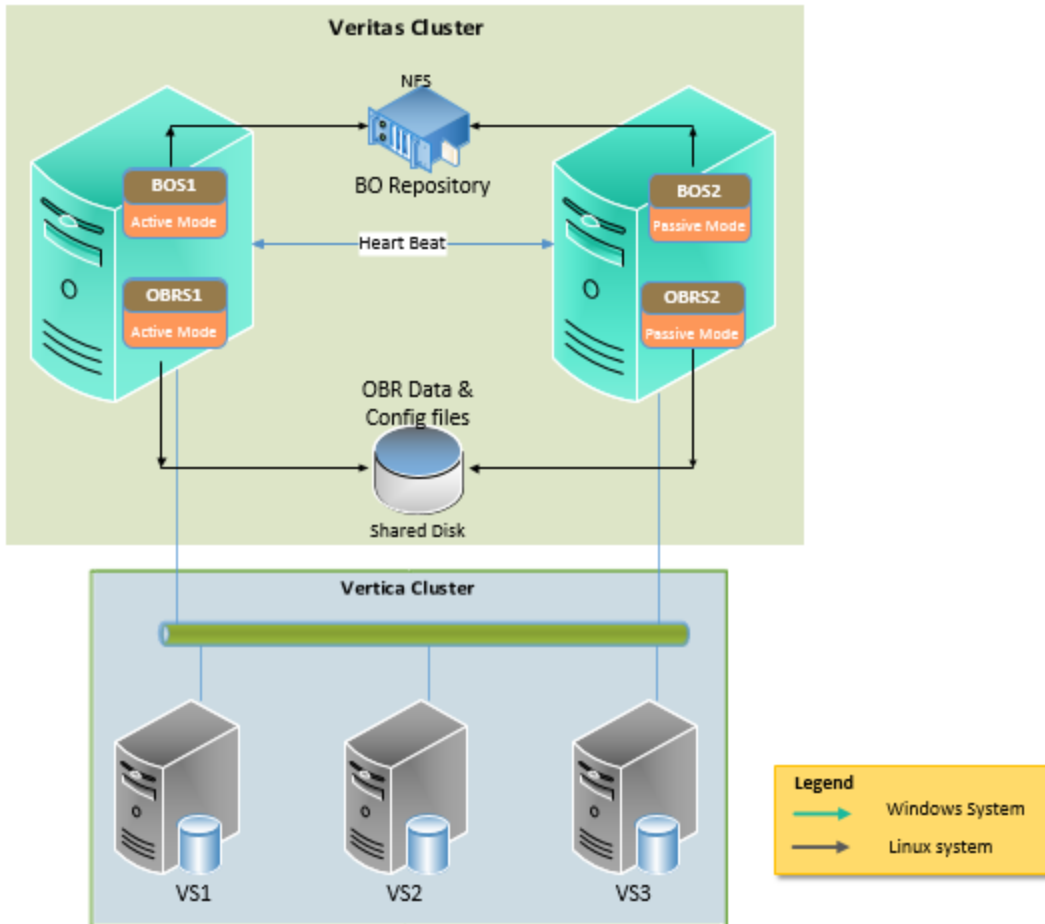 Veritas Cluster
NFS
BO Repository
BOS1
Active Mode
BOS2
Passive Mode
Heart Beat
OBRS1
Active Mode
OBRS2
Passive Mode
OBR Data &
Config files
Shared Disk
Vertica Cluster
VS1
VS2
VS3
Legend
Windows System
Linux system